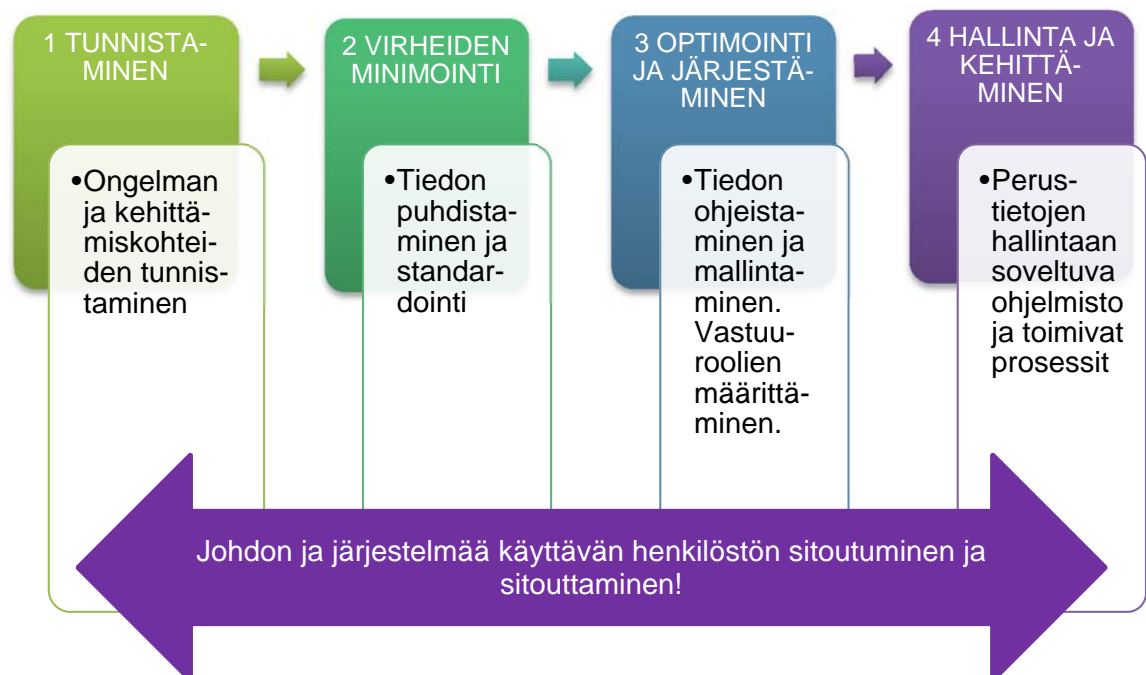 1 TUNNISTA-
MINEN
•Ongelman
ja kehittä-
miskohtei-
den tunnis-
taminen
2 VIRHEIDEN
MINIMOINTI
•Tiedon
puhdista-
minen ja
standar-
dointi
3 OPTIMOINTI
JA JÄRJESTÄ-
MINEN
•Tiedon
ohjeista-
minen ja
mallinta-
minen.
Vastuu-
roolien
määrittä-
minen.
4 HALLINTA JA
KEHITTÄ-
MINEN
•Perus-
tietojen
hallintaan
soveltuva
ohjelmisto
ja toimivat
prosessit
Johdon ja järjestelmää käyttävän henkilöstön sitoutuminen ja
sitouttaminen!